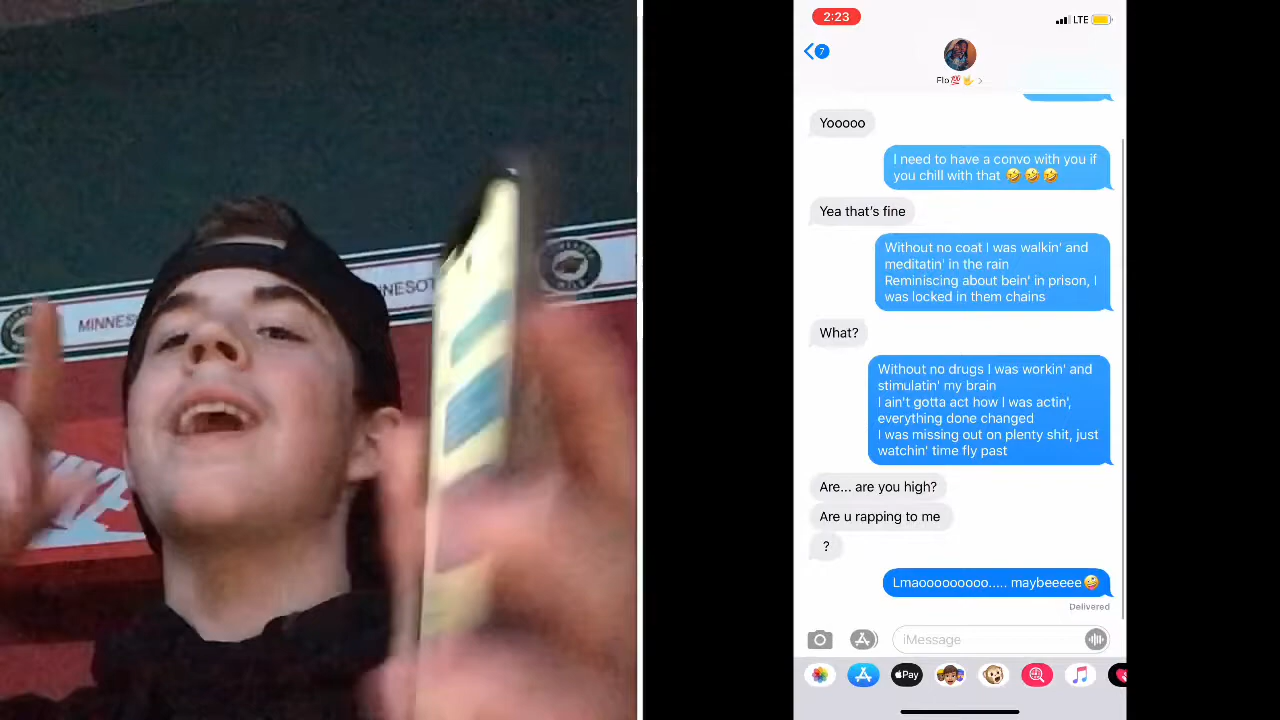 MINNES
INNESOT
2:23
LTE
7
Flo💯🤟 >
Yooooo
I need to have a convo with you if
you chill with that 🤣🤣🤣
Yea that's fine
Without no coat I was walkin' and
meditatin' in the rain
Reminiscing about bein' in prison, I
was locked in them chains
What?
Without no drugs I was workin' and
stimulatin' my brain
I ain't gotta act how I was actin',
everything done changed
I was missing out on plenty shit, just
watchin' time fly past
Are... are you high?
Are u rapping to me
?
Lmaooooooooo..... maybeeeee🤪
Delivered
iMessage
Pay